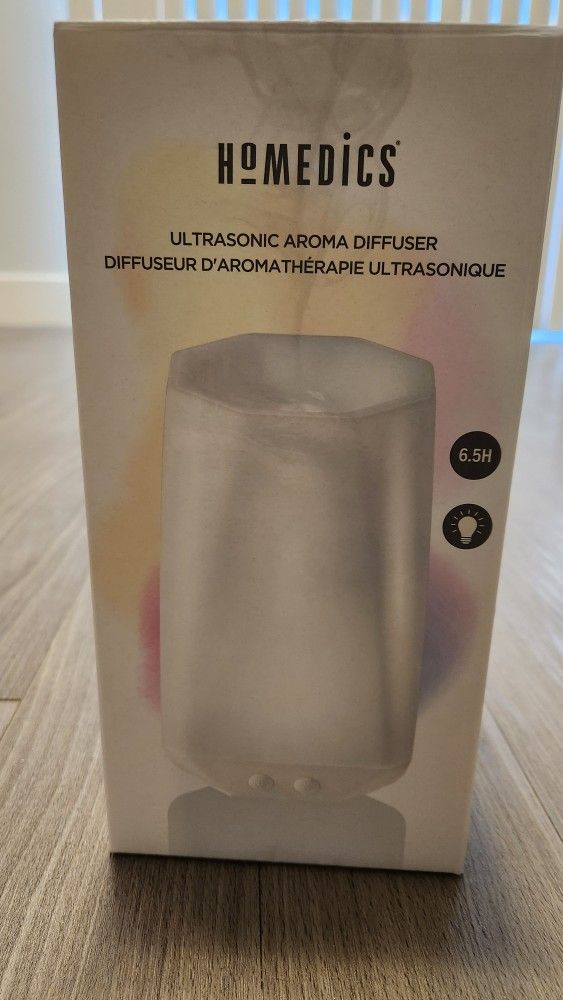 HOMEDICS®
ULTRASONIC AROMA DIFFUSER
DIFFUSEUR D'AROMATHÉRAPIE ULTRASONIQUE
6.5H